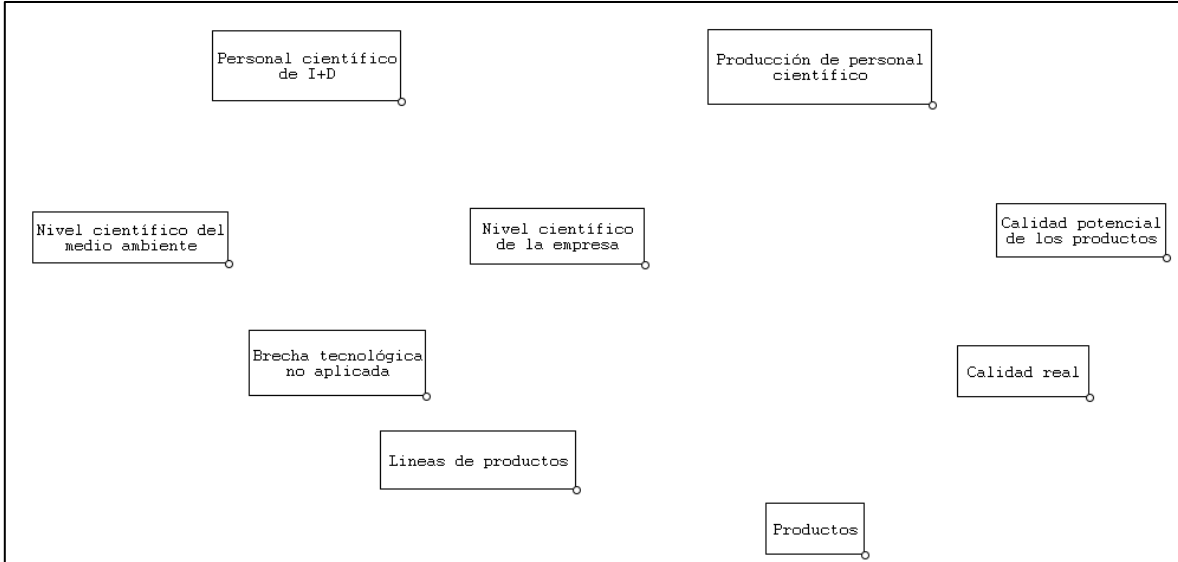 Personal científico
de I+D
Producción de personal
científico
Nivel científico del
medio ambiente
Nivel científico
de la empresa
Calidad potencial
de los productos
Brecha tecnológica
no aplicada
Calidad real
Lineas de productos
Productos